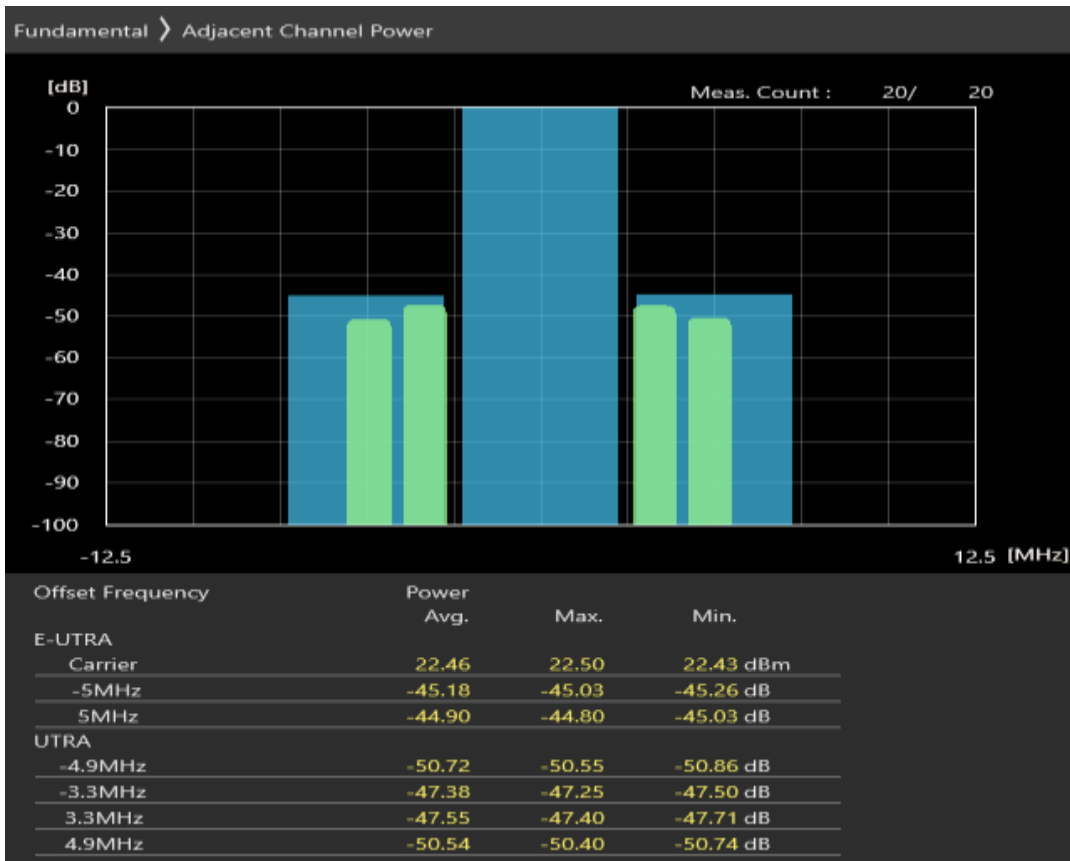 Fundamental ❯ Adjacent Channel Power
[dB]
Meas. Count : 20/ 20
0
-10
-20
-30
-40
-50
-60
-70
-80
-90
-100
-12.5 12.5 [MHz]
Offset Frequency Power
Avg. Max. Min.
E-UTRA
Carrier 22.46 22.50 22.43 dBm
-5MHz -45.18 -45.03 -45.26 dB
5MHz -44.90 -44.80 -45.03 dB
UTRA
-4.9MHz -50.72 -50.55 -50.86 dB
-3.3MHz -47.38 -47.25 -47.50 dB
3.3MHz -47.55 -47.40 -47.71 dB
4.9MHz -50.54 -50.40 -50.74 dB